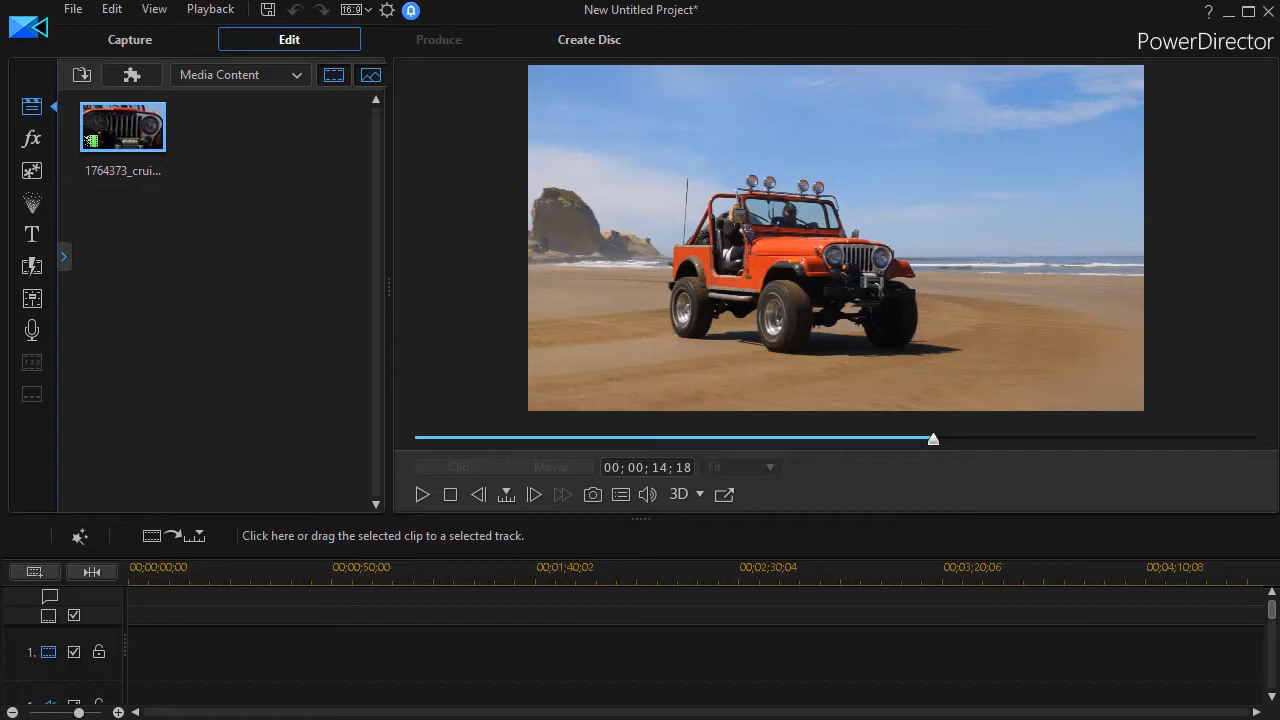 File Edit View Playback 16:9 New Untitled Project* ?
Capture Edit Produce Create Disc PowerDirector
Media Content
1764373_crui...
fx
T
Clip Movie 00;00;14;18 Fit
3D
Click here or drag the selected clip to a selected track.
00;00;00;00 00;00;50;00 00;01;40;02 00;02;30;04 00;03;20;06 00;04;10;08
1.